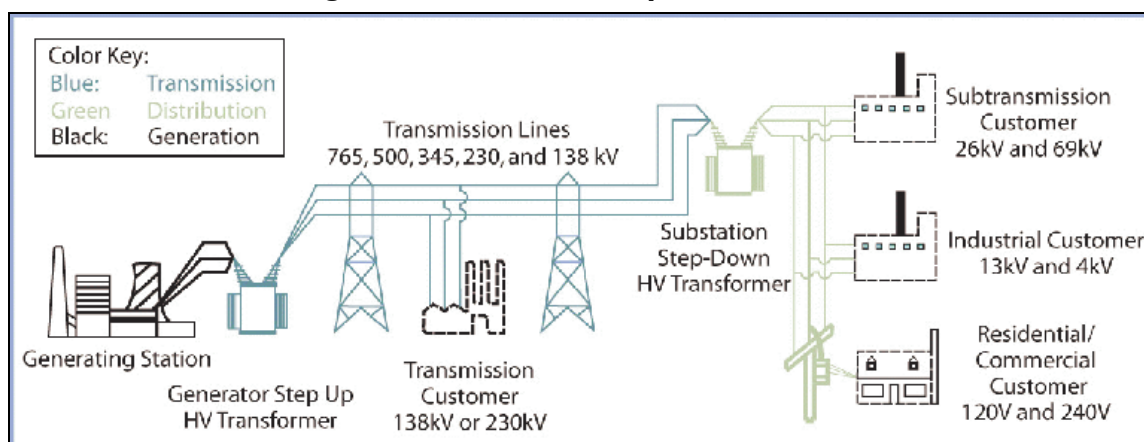 Color Key:
Blue: Transmission
Green Distribution
Black: Generation
Transmission Lines
765, 500, 345, 230, and 138 kV
Subtransmission
Customer
26kV and 69kV
Substation
Step-Down
HV Transformer
Industrial Customer
13kV and 4kV
Generating Station
Generator Step Up
HV Transformer
Transmission
Customer
138kV or 230kV
Residential/
Commercial
Customer
120V and 240V